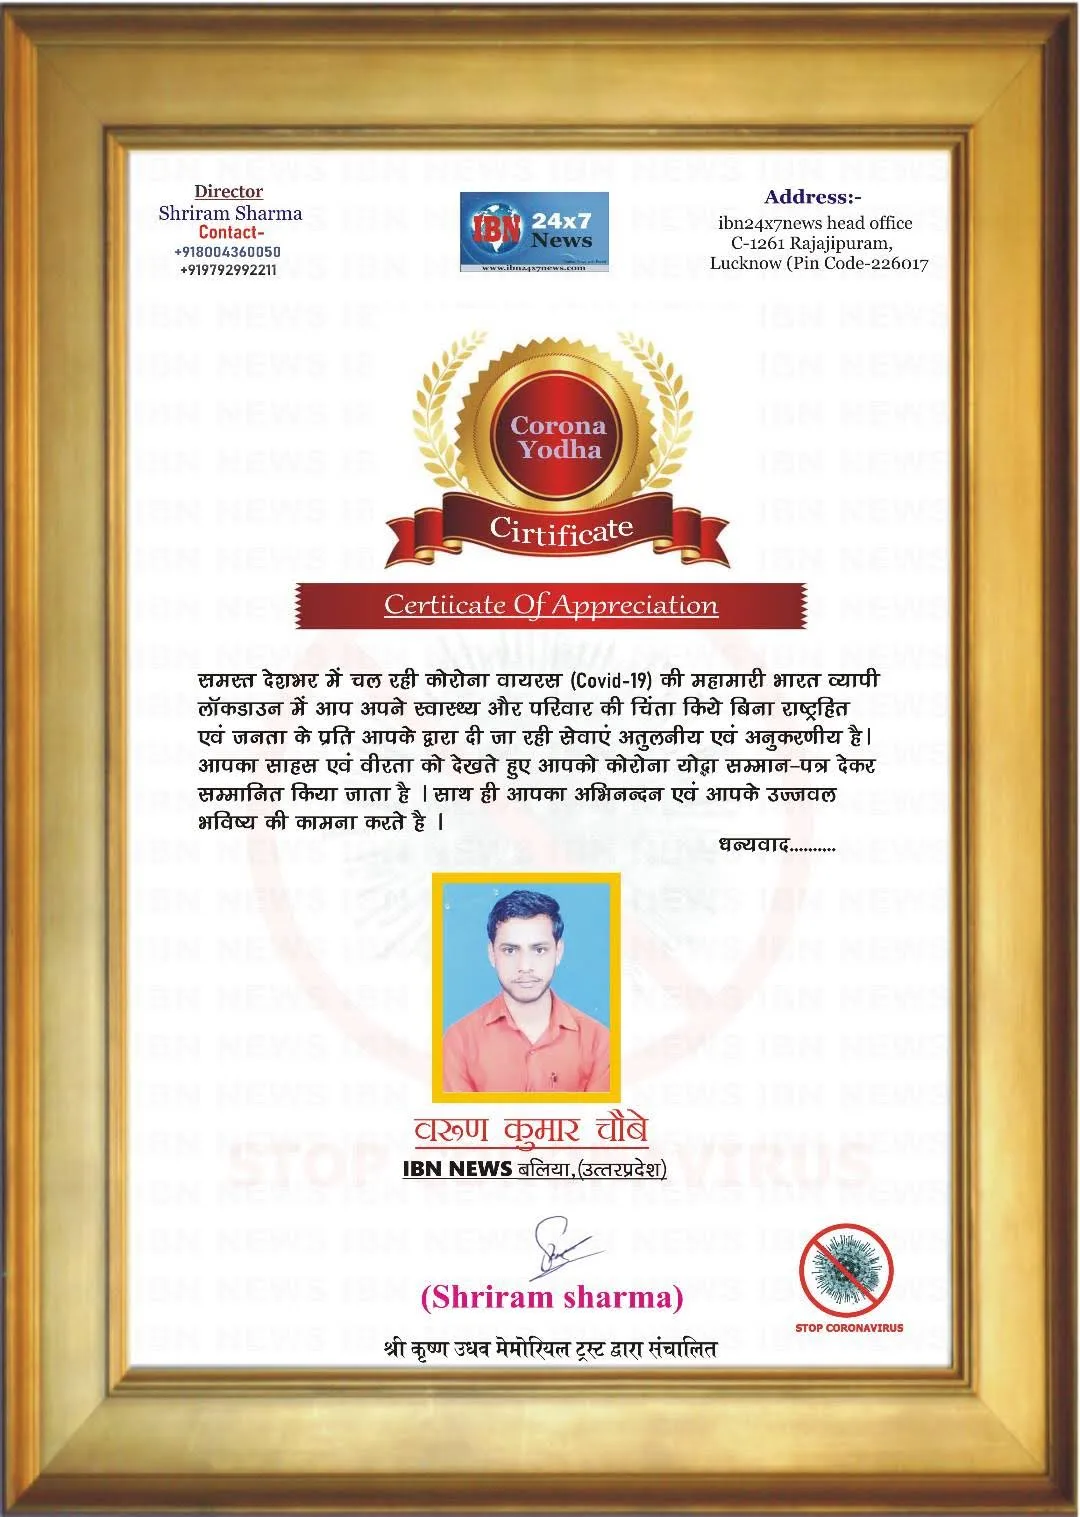 Director
Shriram Sharma
Contact-
+918004360050
+919792992211
IBN 24x7 News
www.ibn24x7news.com
Address:-
ibn24x7news head office
C-1261 Rajajipuram,
Lucknow (Pin Code-226017
Corona
Yodha
Cirtificate
Certiicate Of Appreciation
समस्त देशभर में चल रही कोरोना वायरस (Covid-19) की महामारी भारत व्यापी
लॉकडाउन में आप अपने स्वास्थ्य और परिवार की चिंता किये बिना राष्ट्रहित
एवं जनता के प्रति आपके द्वारा दी जा रही सेवाएं अतुलनीय एवं अनुकरणीय है।
आपका साहस एवं वीरता को देखते हुए आपको कोरोना योद्धा सम्मान–पत्र देकर
सम्मानित किया जाता है । साथ ही आपका अभिनन्दन एवं आपके उज्जवल
भविष्य की कामना करते है ।
धन्यवाद..........
वरुण कुमार चौबे
IBN NEWS बलिया,(उत्तरप्रदेश)
STOP CORONAVIRUS
(Shriram sharma)
STOP CORONAVIRUS
श्री कृष्ण उधव मेमोरियल ट्रस्ट द्वारा संचालित